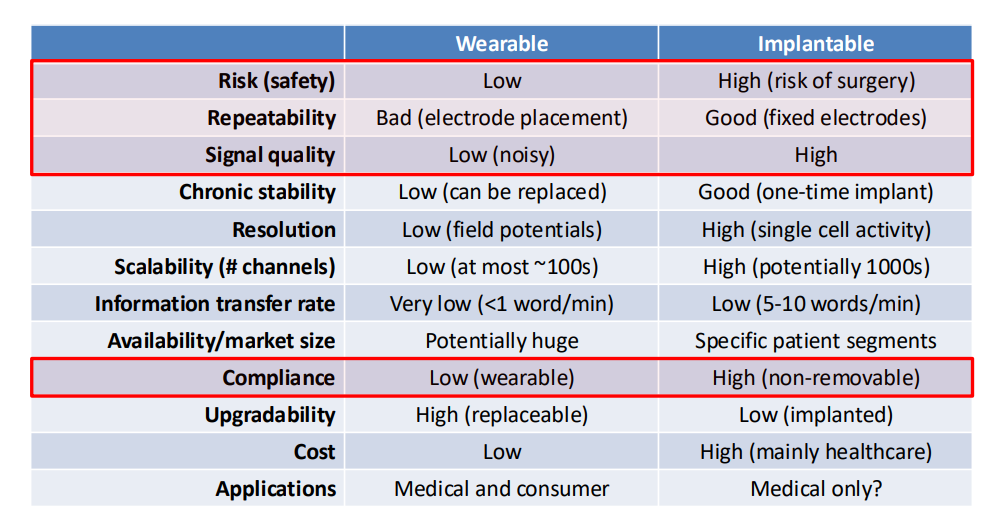 Wearable Implantable
Risk (safety) Low High (risk of surgery)
Repeatability Bad (electrode placement) Good (fixed electrodes)
Signal quality Low (noisy) High
Chronic stability Low (can be replaced) Good (one-time implant)
Resolution Low (field potentials) High (single cell activity)
Scalability (# channels) Low (at most ~100s) High (potentially 1000s)
Information transfer rate Very low (<1 word/min) Low (5-10 words/min)
Availability/market size Potentially huge Specific patient segments
Compliance Low (wearable) High (non-removable)
Upgradability High (replaceable) Low (implanted)
Cost Low High (mainly healthcare)
Applications Medical and consumer Medical only?